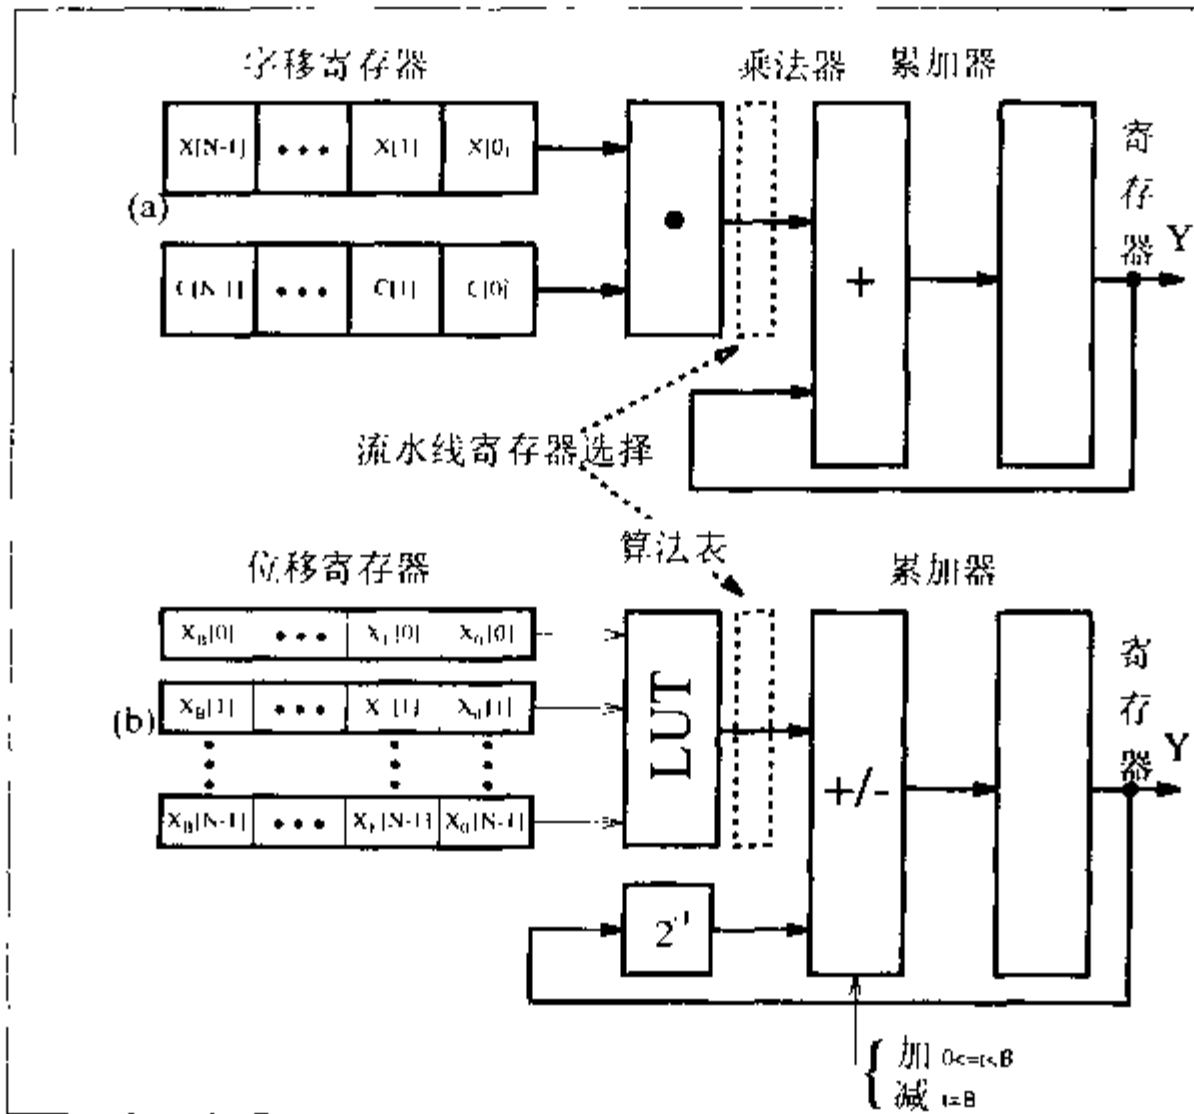 字移寄存器 乘法器 累加器
X[N-1] ••• X[1] X[0]
(a)
C[N-1] ••• C[1] C[0]
•
+
寄存器
Y
流水线寄存器选择
位移寄存器 算法表 累加器
X_B[0] ••• X_1[0] X_0[0]
(b)
X_B[1] ••• X [1] X_0[1]
X_B[N-1] ••• X_1[N-1] X_0[N-1]
LUT
+/-
寄存器
Y
2^-1
加 0<=t<B
减 t=B